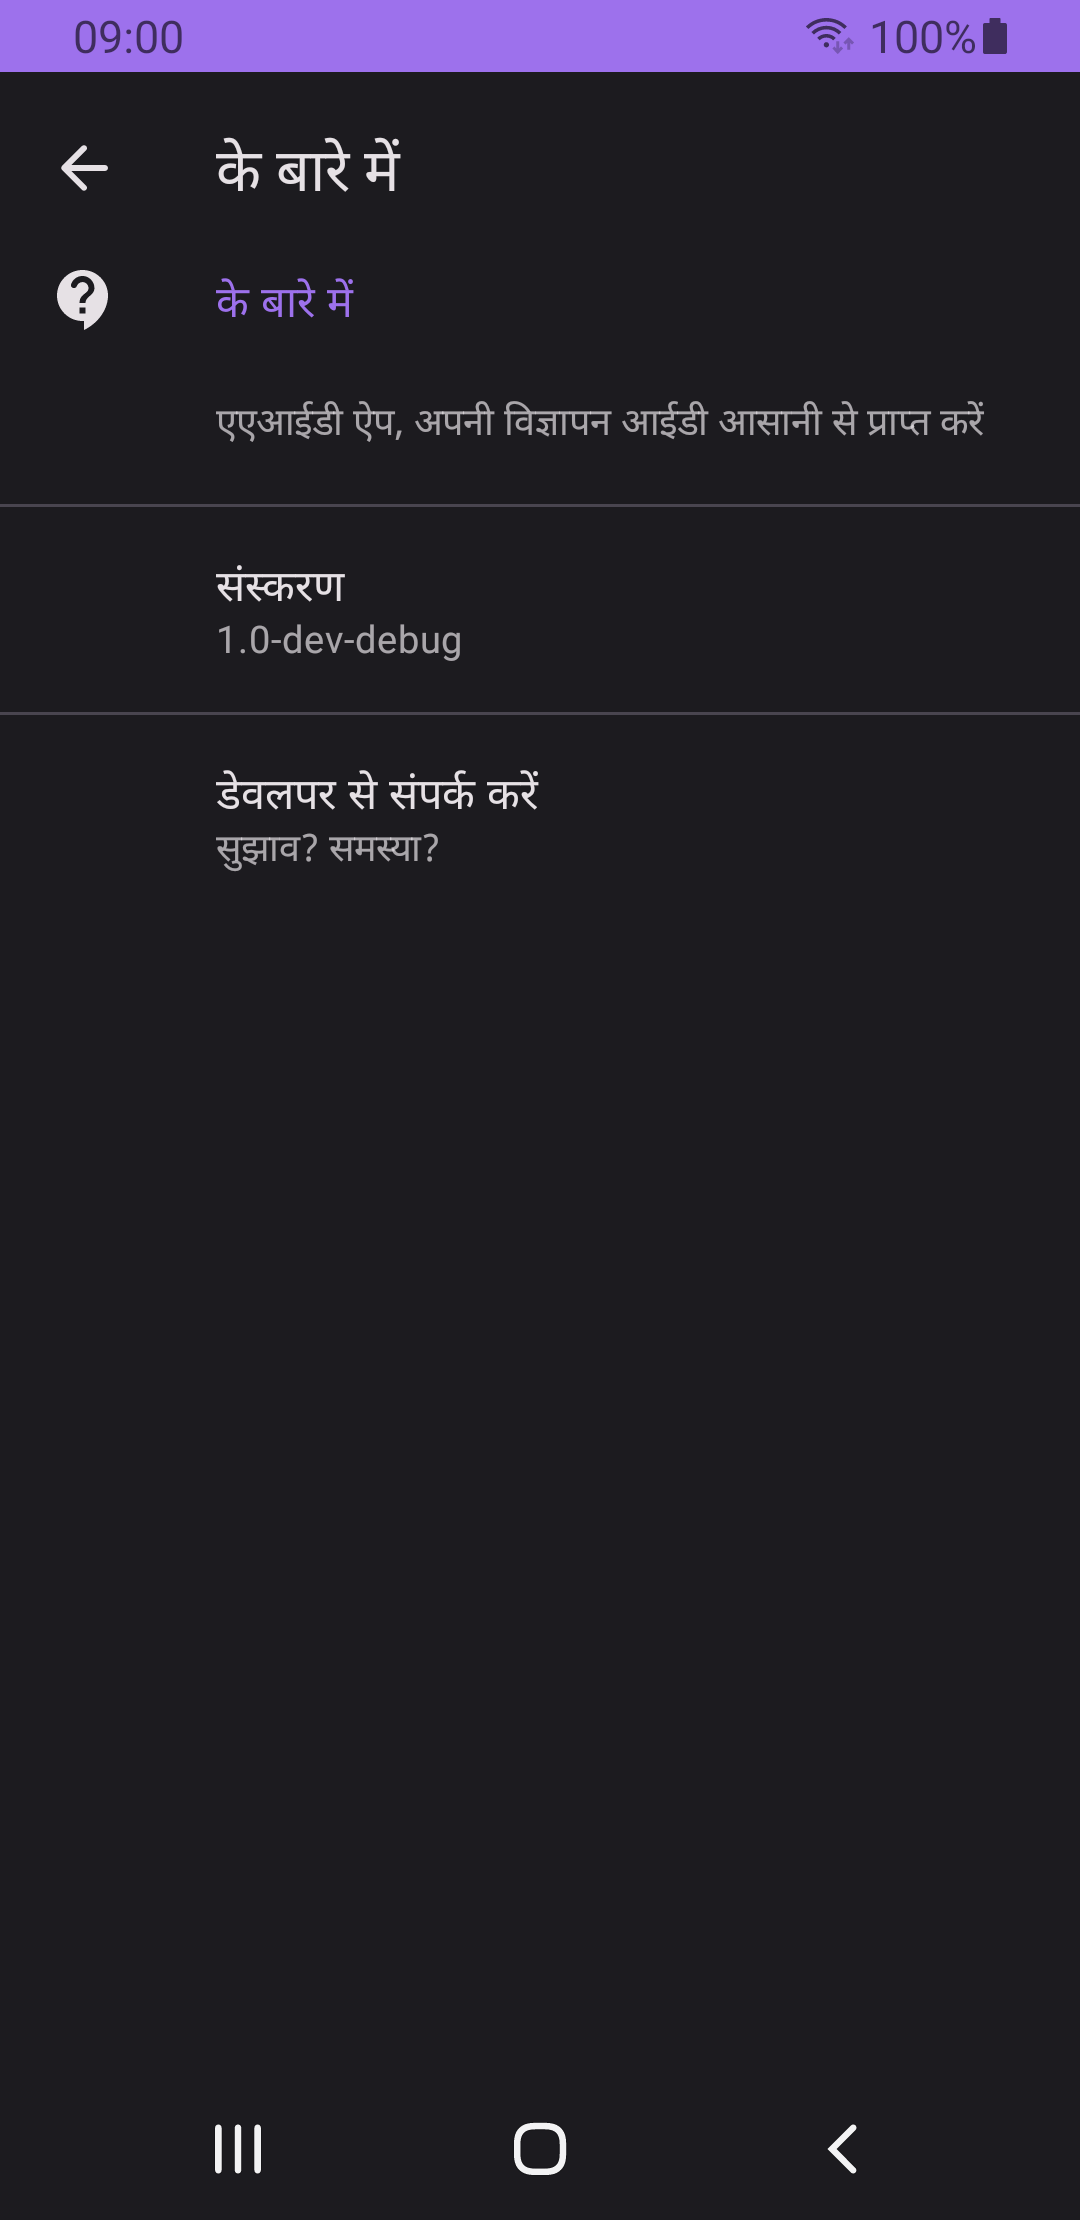 09:00
100%
के बारे में
के बारे में
एएआईडी ऐप, अपनी विज्ञापन आईडी आसानी से प्राप्त करें
संस्करण
1.0-dev-debug
डेवलपर से संपर्क करें
सुझाव? समस्या?